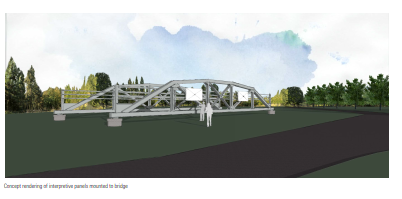 Concept rendering of interpretive panels mounted to bridge